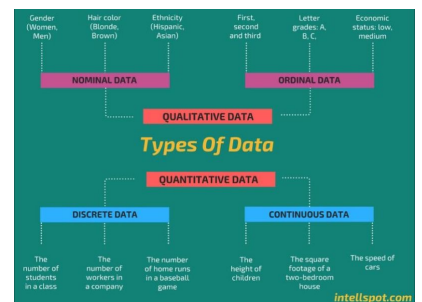 Gender
(Women,
Men)
Hair color
(Blonde,
Brown)
Ethnicity
(Hispanic,
Asian)
First,
second
and third
Letter
grades: A,
B, C,
Economic
status: low,
medium
NOMINAL DATA
ORDINAL DATA
QUALITATIVE DATA
Types Of Data
QUANTITATIVE DATA
DISCRETE DATA
CONTINUOUS DATA
The
number of
students
in a class
The
number of
workers in
a company
The number
of home runs
in a baseball
game
The
height of
children
The square
footage of a
two-bedroom
house
The speed of
cars
intellspot.com